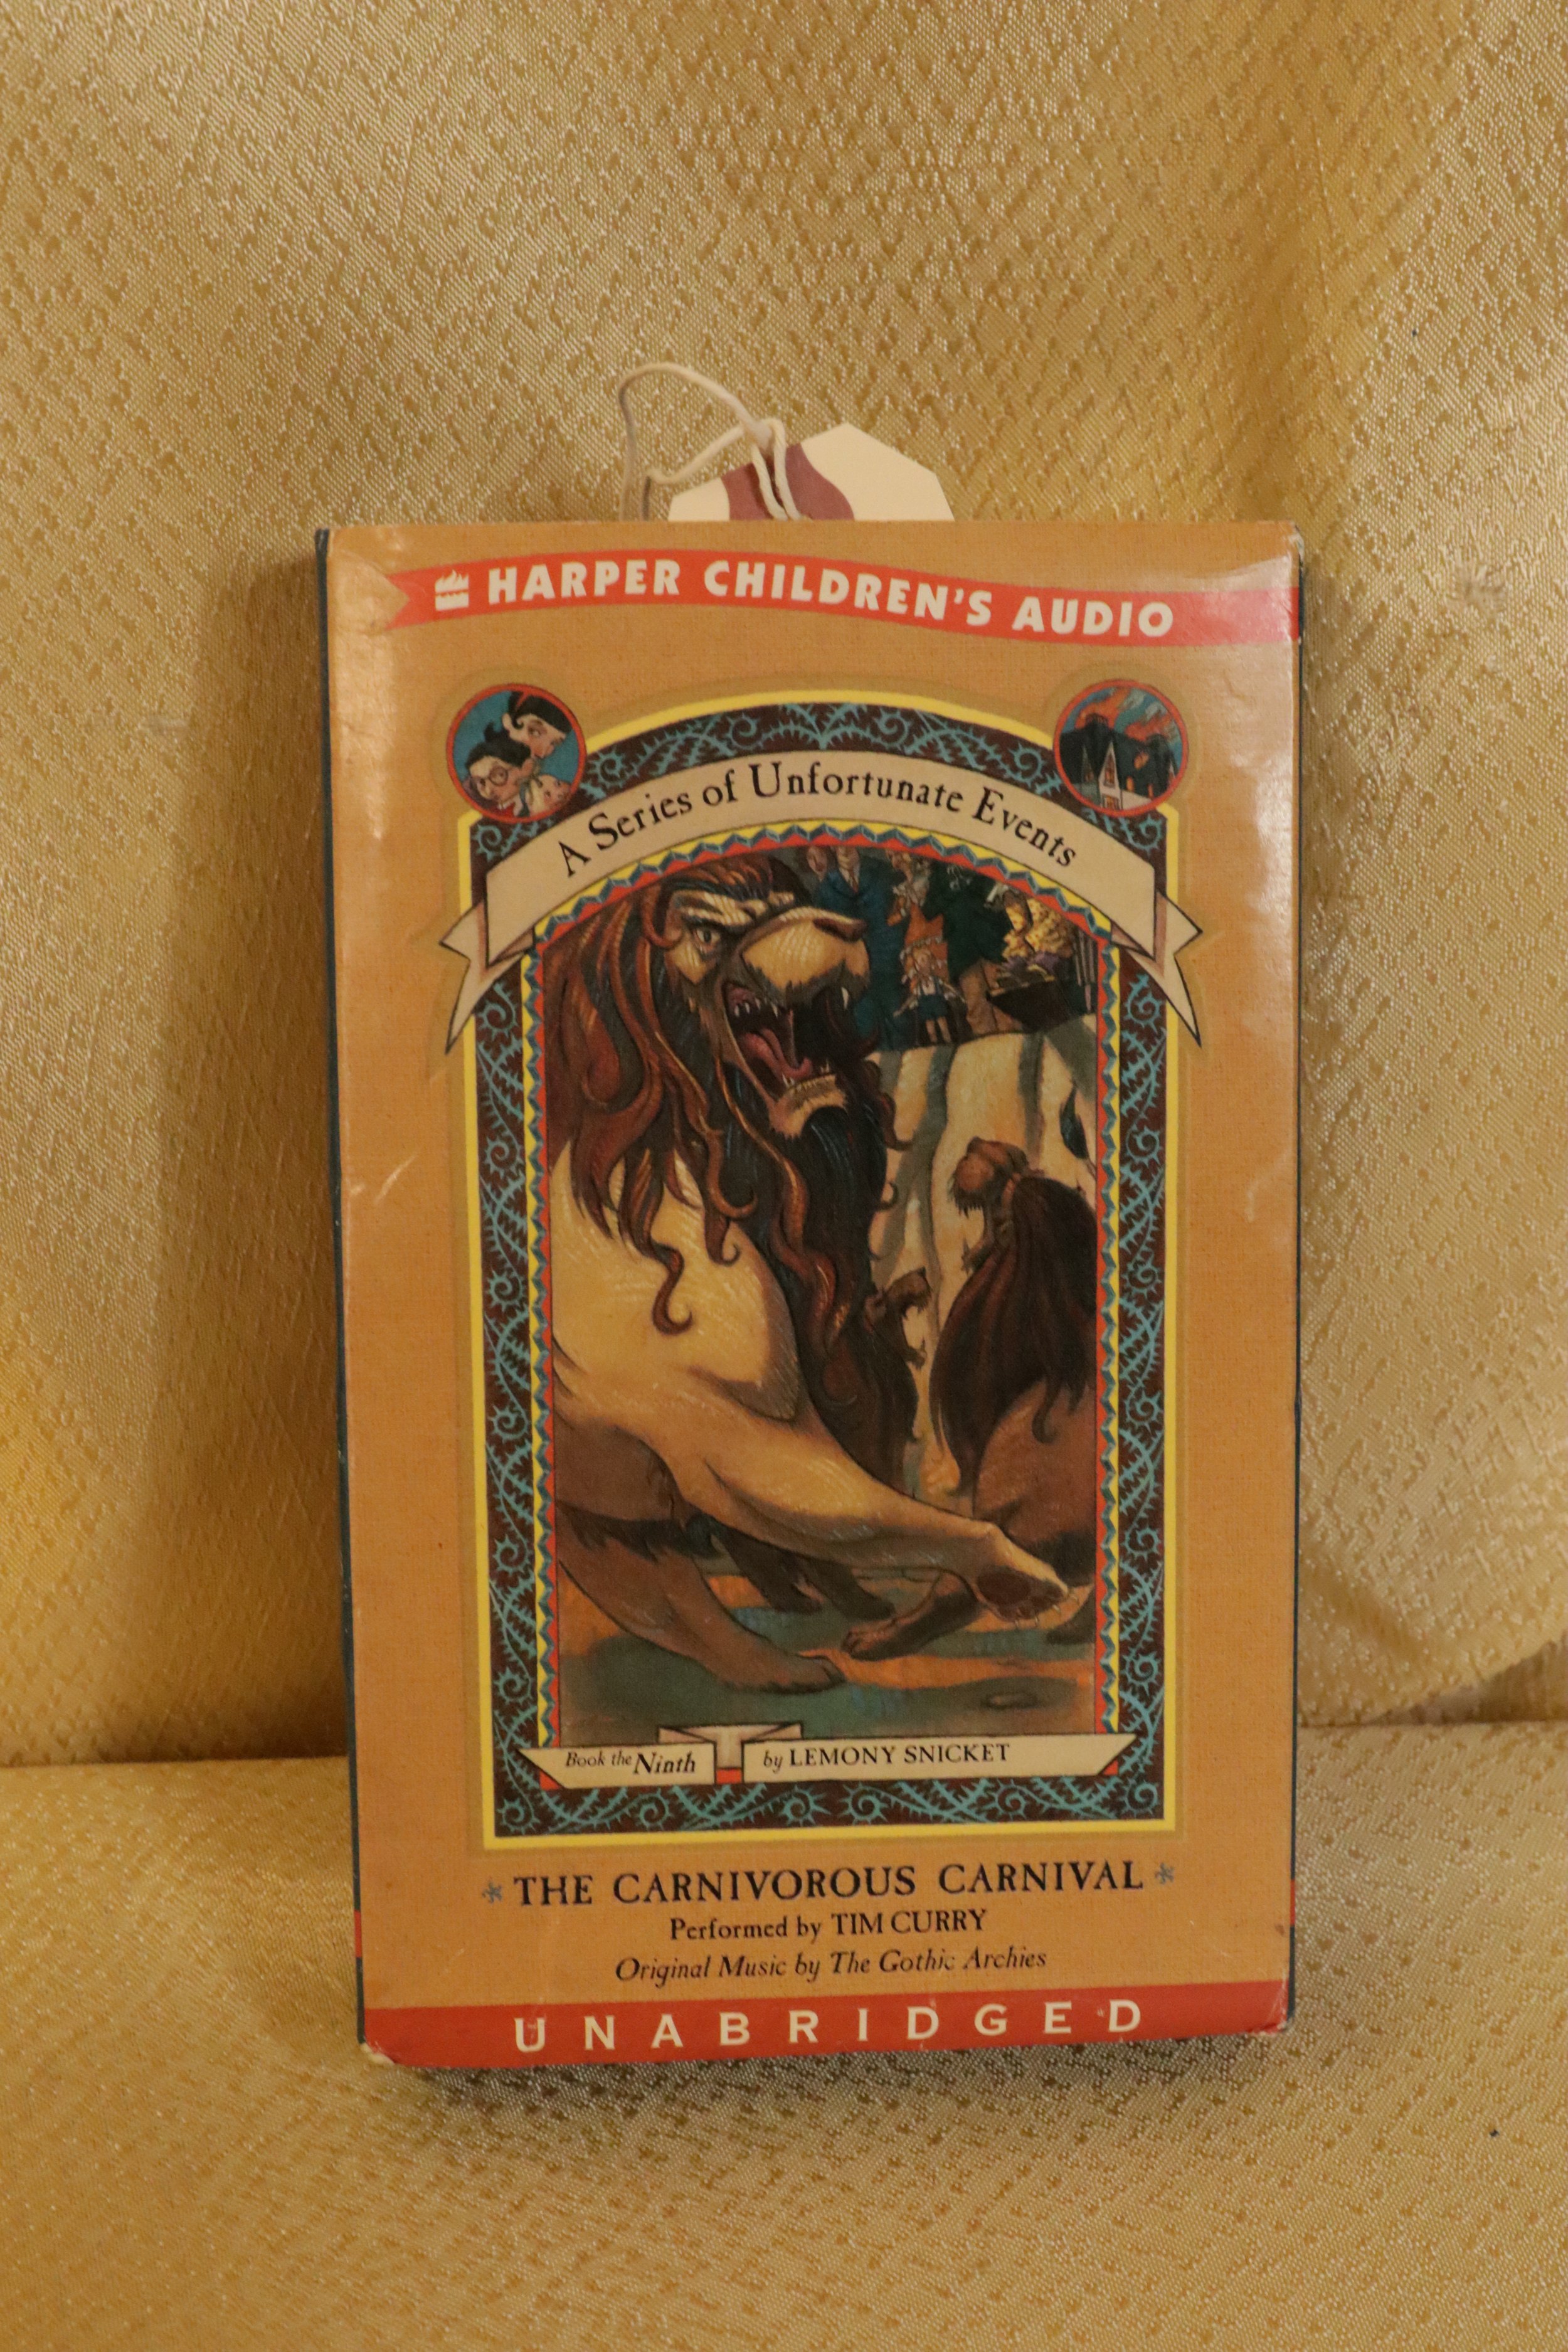 HARPER CHILDREN'S AUDIO
A Series of Unfortunate Events
Book the Ninth
by LEMONY SNICKET
THE CARNIVOROUS CARNIVAL
Performed by TIM CURRY
Original Music by The Gothic Archies
UNABRIDGED